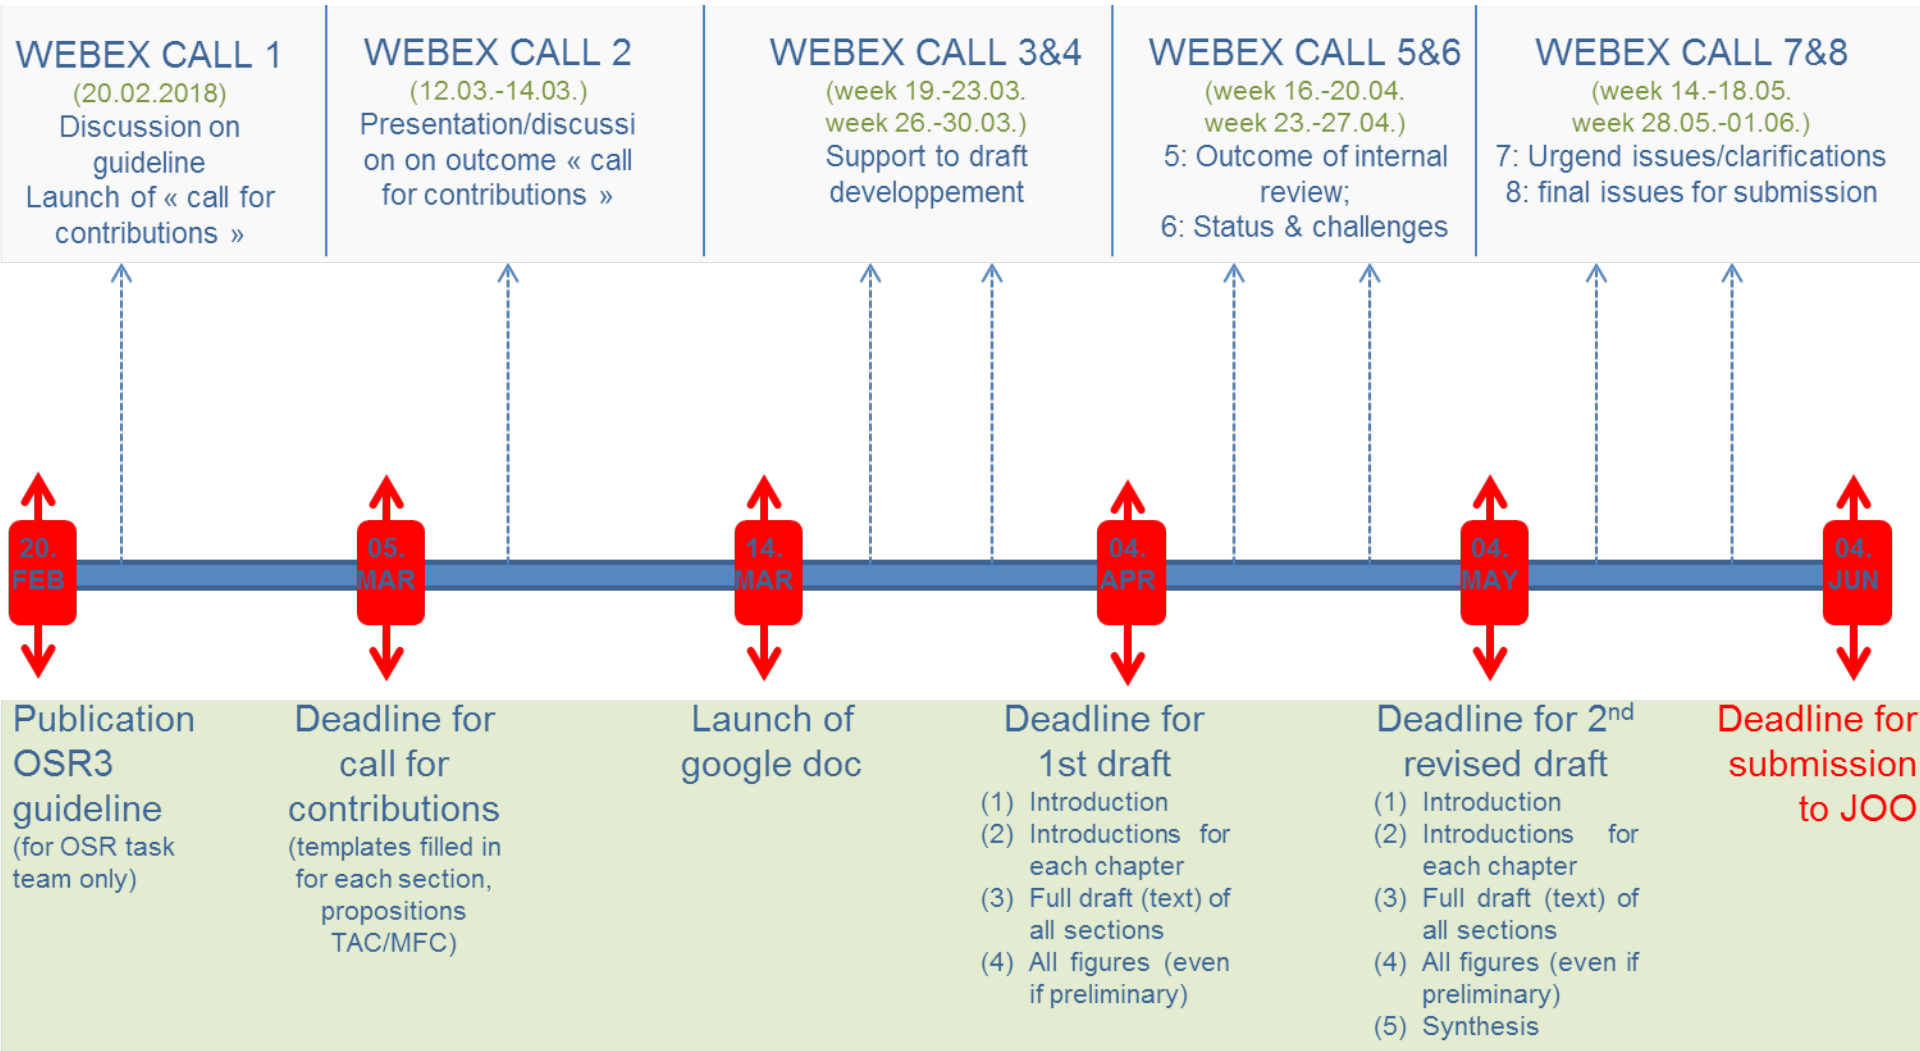 WEBEX CALL 1
(20.02.2018)
Discussion on
guideline
Launch of « call for
contributions »
WEBEX CALL 2
(12.03.-14.03.)
Presentation/discussi
on on outcome « call
for contributions »
WEBEX CALL 3&4
(week 19.-23.03.
week 26.-30.03.)
Support to draft
developpement
WEBEX CALL 5&6
(week 16.-20.04.
week 23.-27.04.)
5: Outcome of internal
review;
6: Status & challenges
WEBEX CALL 7&8
(week 14.-18.05.
week 28.05.-01.06.)
7: Urgend issues/clarifications
8: final issues for submission
20.
FEB
05.
MAR
14.
MAR
04.
APR
04.
MAY
04.
JUN
Publication
OSR3
guideline
(for OSR task
team only)
Deadline for
call for
contributions
(templates filled in
for each section,
propositions
TAC/MFC)
Launch of
google doc
Deadline for
1st draft
(1) Introduction
(2) Introductions for
each chapter
(3) Full draft (text) of
all sections
(4) All figures (even
if preliminary)
Deadline for 2nd
revised draft
(1) Introduction
(2) Introductions for
each chapter
(3) Full draft (text) of
all sections
(4) All figures (even if
preliminary)
(5) Synthesis
Deadline for
submission
to JOO